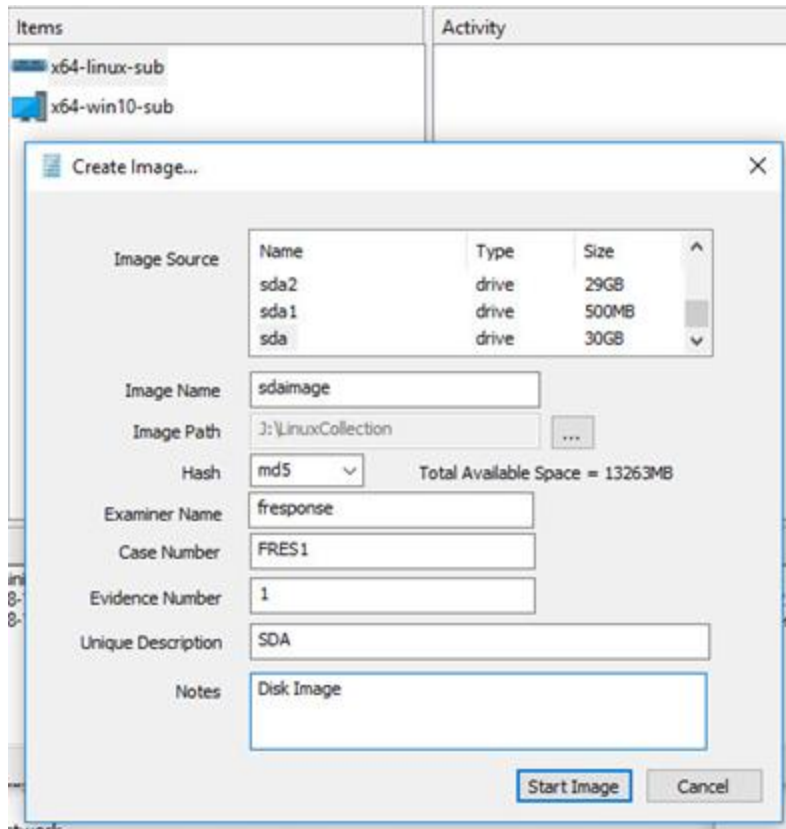 Items Activity
x64-linux-sub
x64-win10-sub
Create Image...
Image Source
Name Type Size
sda2 drive 29GB
sda1 drive 500MB
sda drive 30GB
Image Name sdaimage
Image Path J:\LinuxCollection ...
Hash md5 Total Available Space = 13263MB
Examiner Name fresponse
Case Number FRES1
Evidence Number 1
Unique Description SDA
Notes Disk Image
Start Image Cancel